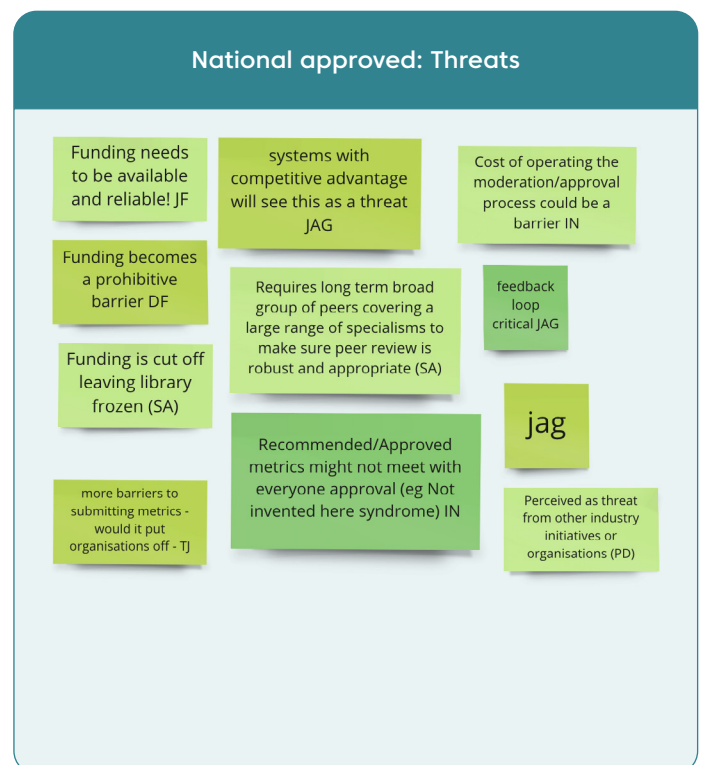 National approved: Threats
Funding needs
to be available
and reliable! JF
systems with
competitive advantage
will see this as a threat
JAG
Cost of operating the
moderation/approval
process could be a
barrier IN
Funding becomes
a prohibitive
barrier DF
Requires long term broad
group of peers covering a
large range of specialisms to
make sure peer review is
robust and appropriate (SA)
feedback
loop
critical JAG
Funding is cut off
leaving library
frozen (SA)
jag
Recommended/Approved
metrics might not meet with
everyone approval (eg Not
invented here syndrome) IN
more barriers to
submitting metrics -
would it put
organisations off - TJ
Perceived as threat
from other industry
initiatives or
organisations (PD)